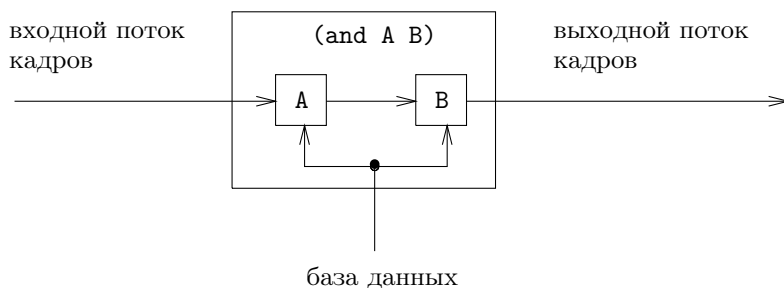 входной поток
кадров
(and A B)
выходной поток
кадров
A
B
база данных